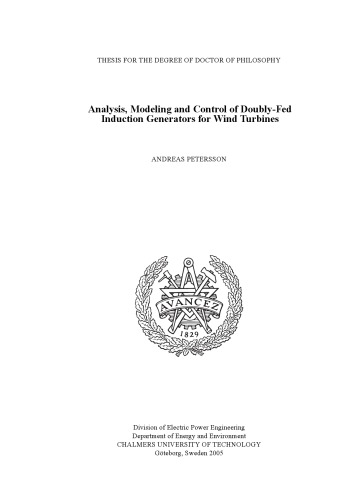 THESIS FOR THE DEGREE OF DOCTOR OF PHILOSOPHY
Analysis, Modeling and Control of Doubly-Fed
Induction Generators for Wind Turbines
ANDREAS PETERSSON
AVANCEZ
1829
Division of Electric Power Engineering
Department of Energy and Environment
CHALMERS UNIVERSITY OF TECHNOLOGY
Göteborg, Sweden 2005